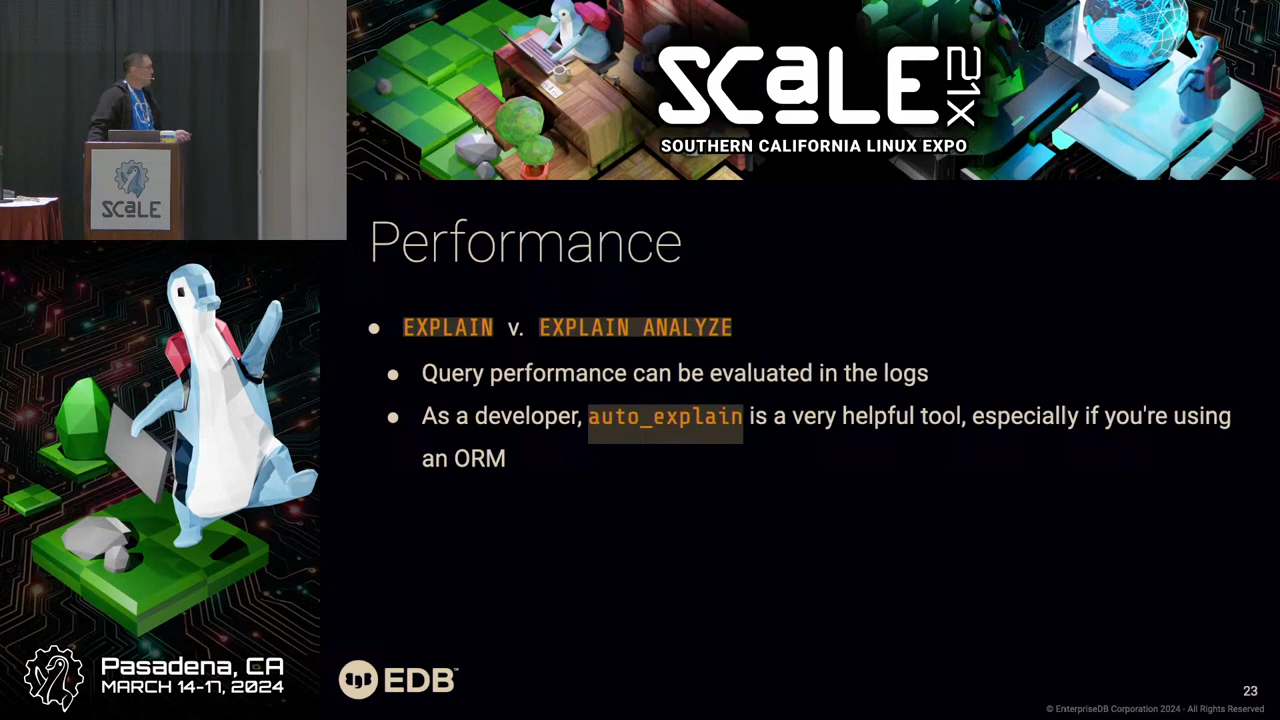 SCaLE 21X
SOUTHERN CALIFORNIA LINUX EXPO
SCaLE
Performance
● EXPLAIN v. EXPLAIN ANALYZE
● Query performance can be evaluated in the logs
● As a developer, auto_explain is a very helpful tool, especially if you're using
an ORM
Pasadena, CA
MARCH 14-17, 2024
EDB™
23
© EnterpriseDB Corporation 2024 - All Rights Reserved